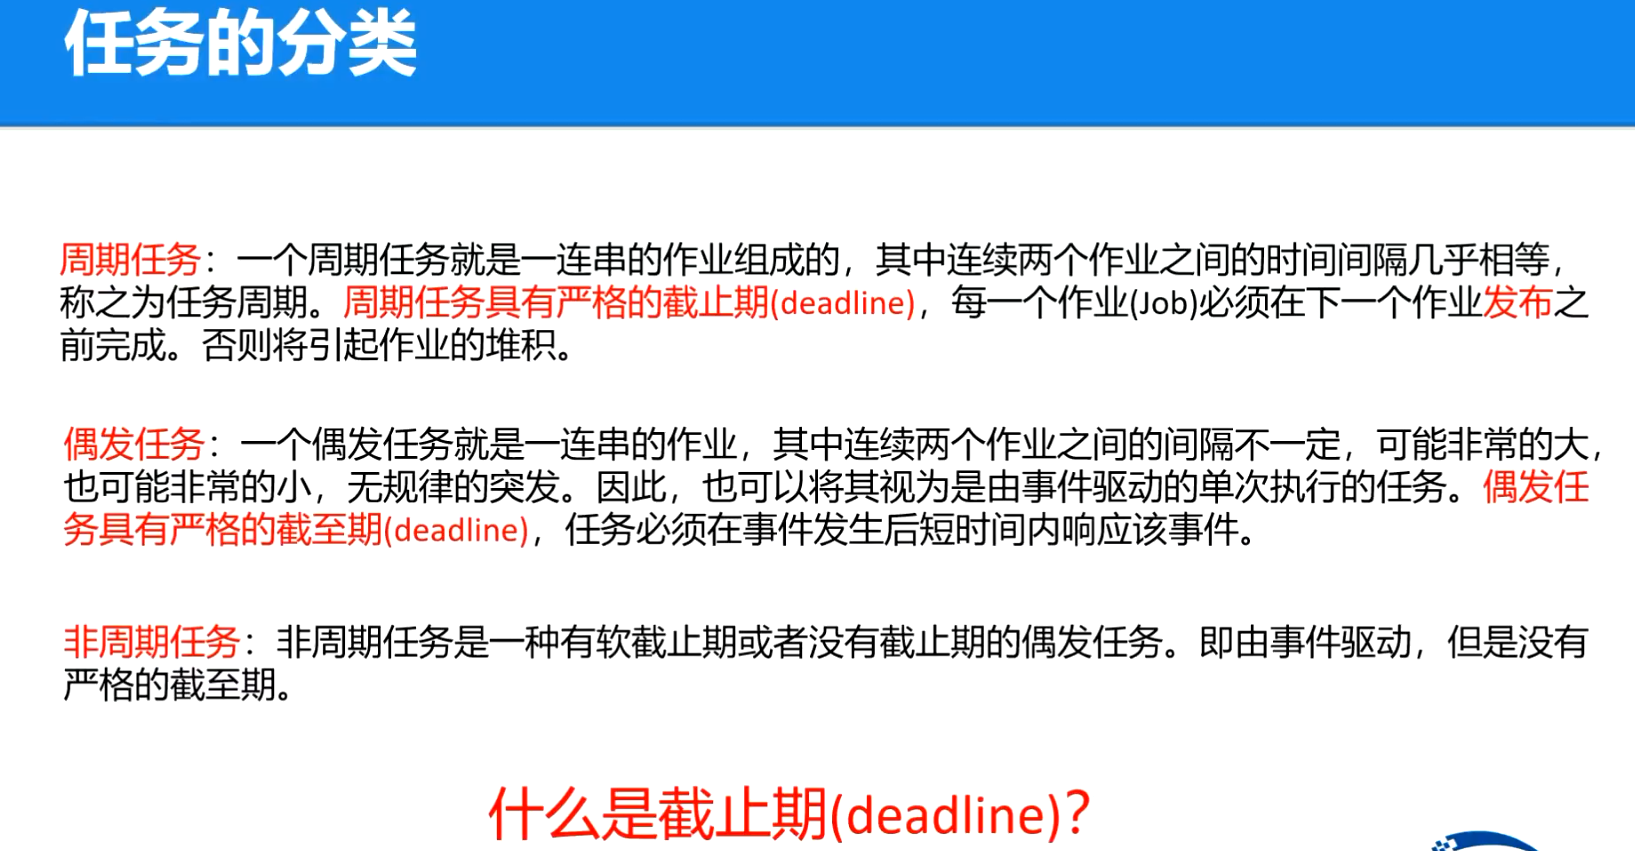 任务的分类
周期任务：一个周期任务就是一连串的作业组成的，其中连续两个作业之间的时间间隔几乎相等，
称之为任务周期。周期任务具有严格的截止期(deadline)，每一个作业(Job)必须在下一个作业发布之
前完成。否则将引起作业的堆积。
偶发任务：一个偶发任务就是一连串的作业，其中连续两个作业之间的间隔不一定，可能非常的大，
也可能非常的小，无规律的突发。因此，也可以将其视为是由事件驱动的单次执行的任务。偶发任
务具有严格的截至期(deadline)，任务必须在事件发生后短时间内响应该事件。
非周期任务：非周期任务是一种有软截止期或者没有截止期的偶发任务。即由事件驱动，但是没有
严格的截至期。
什么是截止期(deadline)?